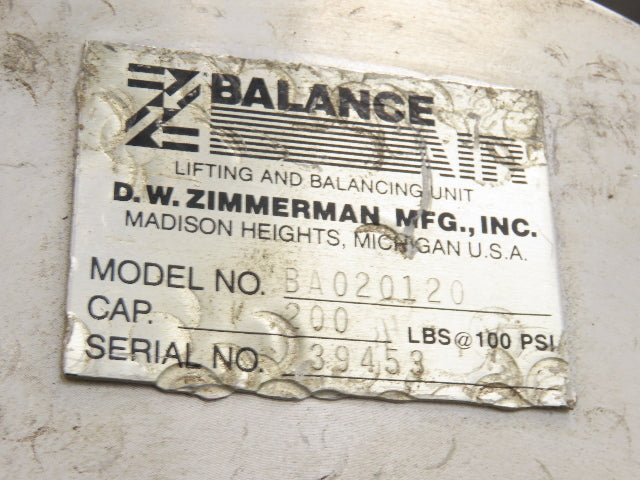 BALANCE
AIR
LIFTING AND BALANCING UNIT
D.W. ZIMMERMAN MFG., INC.
MADISON HEIGHTS, MICHIGAN U.S.A.
MODEL NO. BA020120
CAP. 200 LBS@100 PSI
SERIAL NO. 39453